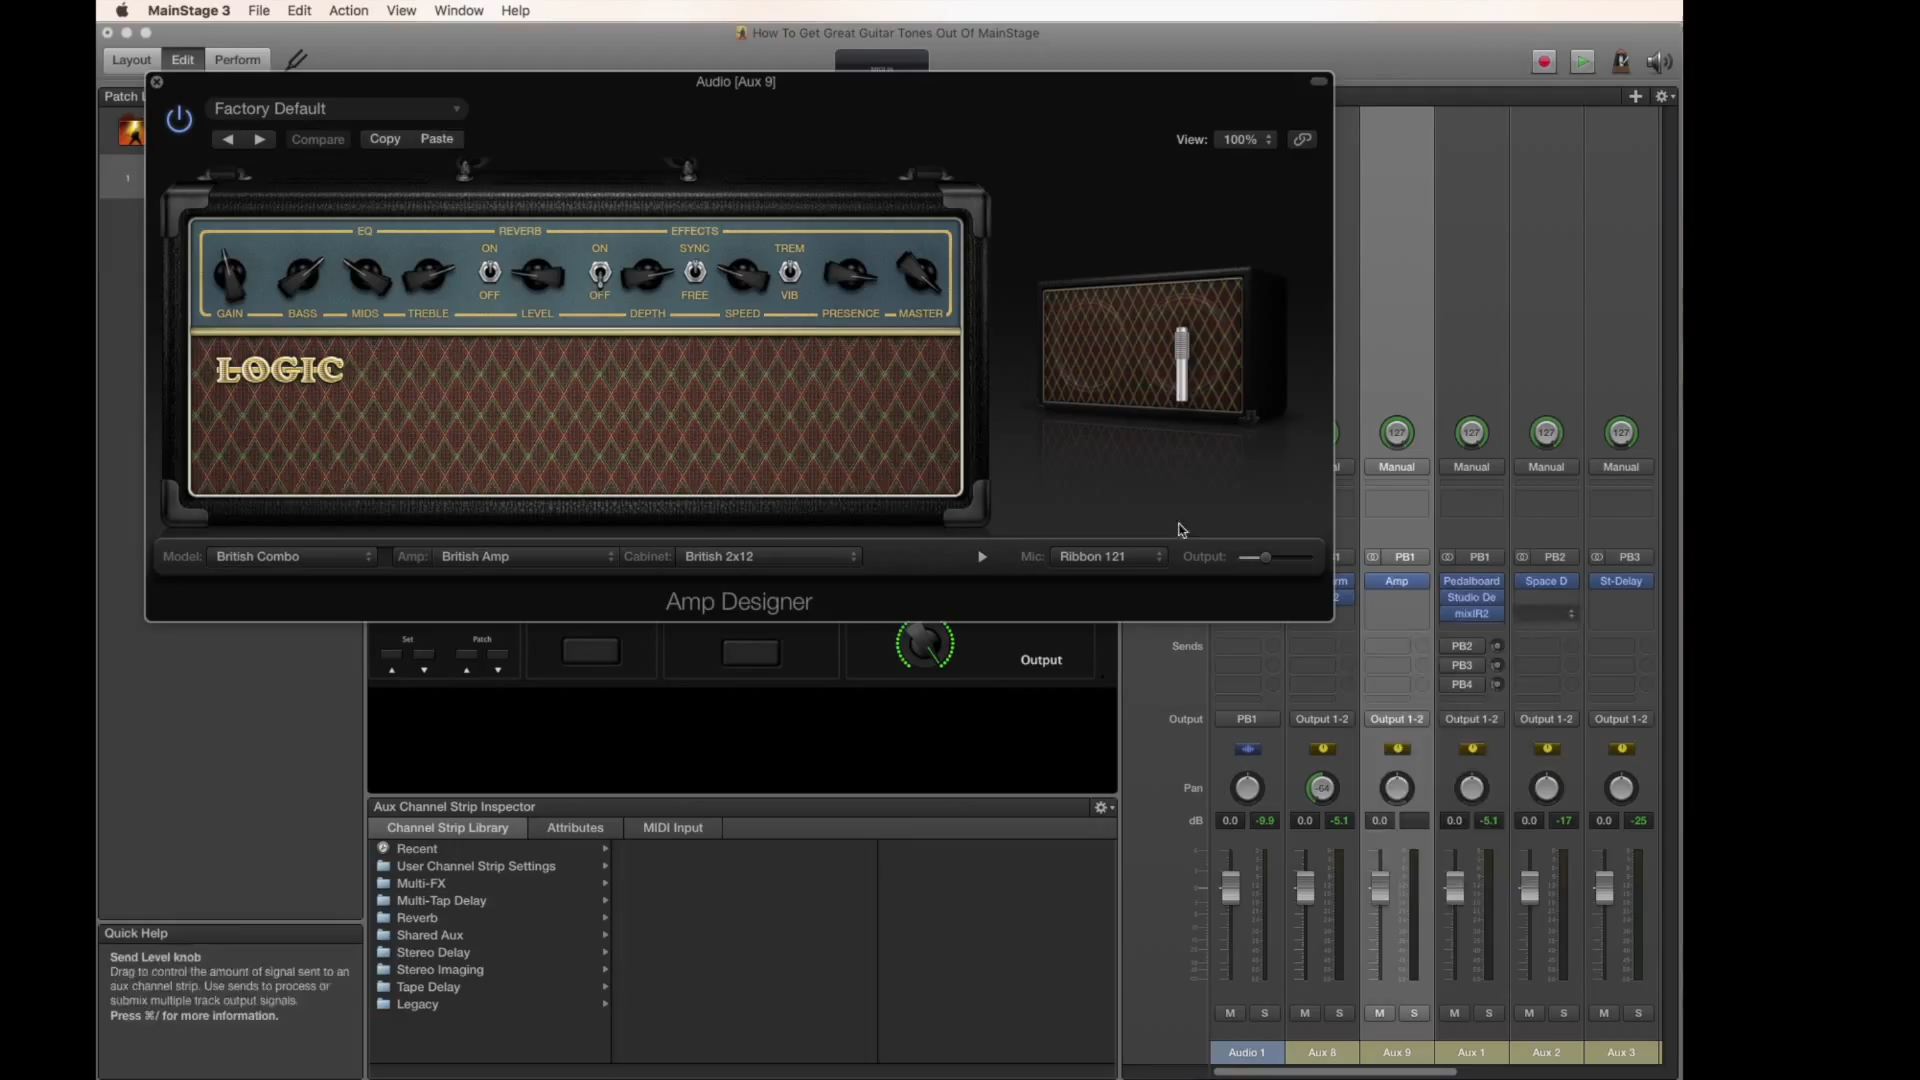 MainStage 3 File Edit Action View Window Help
How To Get Great Guitar Tones Out Of MainStage
Layout Edit Perform
Audio [Aux 9]
Patch L
Factory Default
Compare Copy Paste
View: 100%
EQ REVERB EFFECTS
ON ON SYNC TREM
OFF OFF FREE VIB
GAIN BASS MIDS TREBLE LEVEL DEPTH SPEED PRESENCE MASTER
LOGIC
1
127 127 127 127
Manual Manual Manual Manual
Model: British Combo Amp: British Amp Cabinet: British 2x12 Mic: Ribbon 121 Output:
PB1 PB1 PB2 PB3
Amp Pedalboard Space D St-Delay
Studio De
mixIR2
Amp Designer
Set Patch
Output
Sends PB2
PB3
PB4
Output PB1 Output 1-2 Output 1-2 Output 1-2 Output 1-2 Output 1-2
Pan -64
dB 0.0 -9.9 0.0 -5.1 0.0 0.0 -5.1 0.0 -17 0.0 -25
Aux Channel Strip Inspector
Channel Strip Library Attributes MIDI Input
Recent
User Channel Strip Settings
Multi-FX
Multi-Tap Delay
Reverb
Shared Aux
Stereo Delay
Stereo Imaging
Tape Delay
Legacy
Quick Help
Send Level knob
Drag to control the amount of signal sent to an
aux channel strip. Use sends to process or
submix multiple track output signals.
Press ⌘/ for more information.
M S M S M S M S M S M S
Audio 1 Aux 8 Aux 9 Aux 1 Aux 2 Aux 3